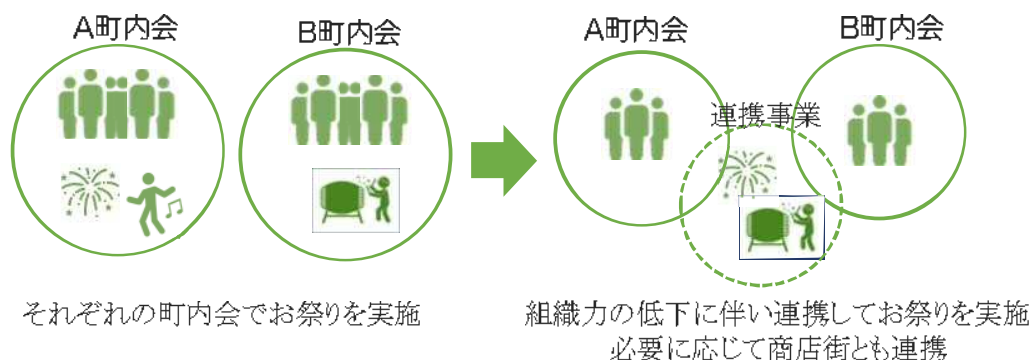 A町内会
B町内会
それぞれの町内会でお祭りを実施
A町内会
B町内会
連携事業
組織力の低下に伴い連携してお祭りを実施
必要に応じて商店街とも連携